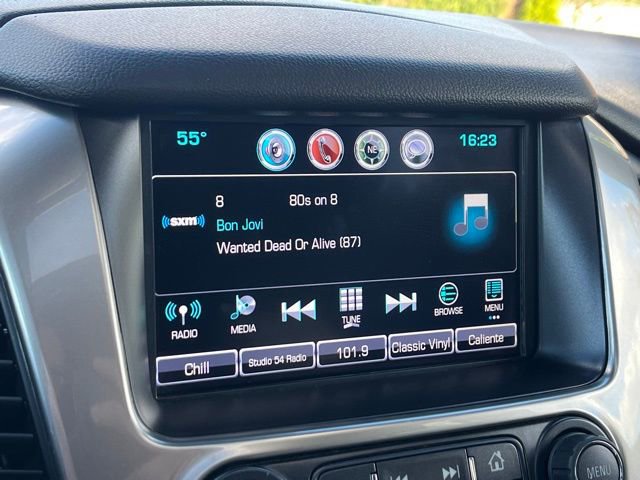 55° NE 16:23
8 80s on 8
sxm
Bon Jovi
Wanted Dead Or Alive (87)
RADIO MEDIA TUNE BROWSE MENU
Chill Studio 54 Radio 101.9 Classic Vinyl Caliente
MENU